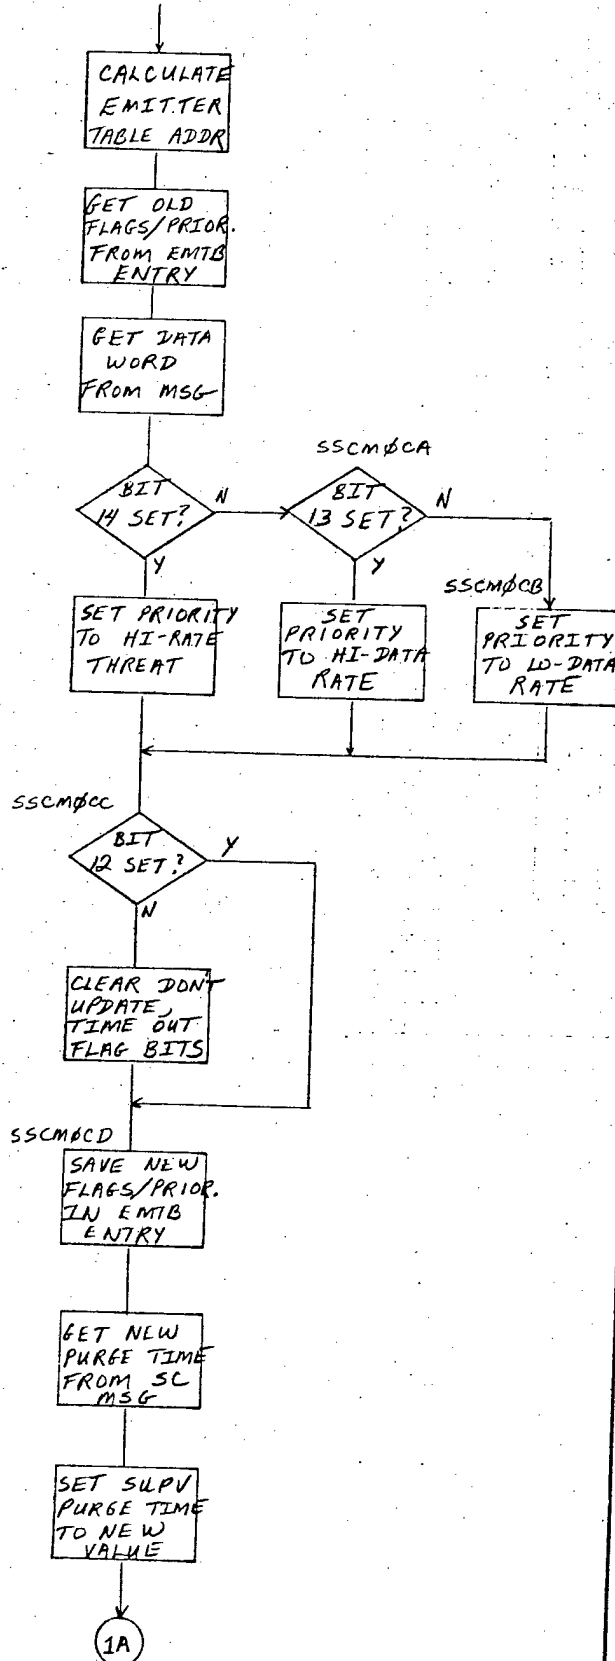 CALCULATE
EMITTER
TABLE ADDR
GET OLD
FLAGS/PRIOR.
FROM EMTB
ENTRY
GET DATA
WORD
FROM MSG
BIT
14 SET?
N
Y
SSCMØCA
BIT
13 SET?
N
Y
SSCMØCB
SET PRIORITY
TO HI-RATE
THREAT
SET
PRIORITY
TO HI-DATA
RATE
SET
PRIORITY
TO LO-DATA
RATE
SSCMØCC
BIT
12 SET?
Y
N
CLEAR DON'T
UPDATE,
TIME OUT
FLAG BITS
SSCMØCD
SAVE NEW
FLAGS/PRIOR.
IN EMTB
ENTRY
GET NEW
PURGE TIME
FROM SC
MSG
SET SUPV
PURGE TIME
TO NEW
VALUE
1A